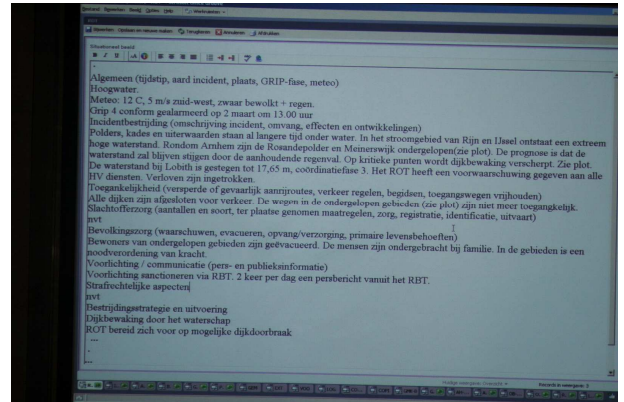 Situationeel beeld
B I U
Algemeen (tijdstip, aard incident, plaats, GRIP-fase, meteo)
Hoogwater.
Meteo: 12 C, 5 m/s zuid-west, zwaar bewolkt + regen.
Grip 4 conform gealarmeerd op 2 maart om 13.00 uur
Incidentbestrijding (omschrijving incident, omvang, effecten en ontwikkelingen)
Polders, kades en uiterwaarden staan al langere tijd onder water. In het stroomgebied van Rijn en IJssel ontstaat een extreem
hoge waterstand. Rondom Arnhem zijn de Rosandepolder en Meinerswijk ondergelopen(zie plot). De prognose is dat de
waterstand zal blijven stijgen door de aanhoudende regenval. Op kritieke punten wordt dijkbewaking verscherpt. Zie plot.
De waterstand bij Lobith is gestegen tot 17,65 m, coördinatiefase 3. Het ROT heeft een voorwaarschuwing gegeven aan alle
HV diensten. Verloven zijn ingetrokken.
Toegankelijkheid (versperde of gevaarlijk aanrijroutes, verkeer regelen, begidsen, toegangswegen vrijhouden)
Alle dijken zijn afgesloten voor verkeer. De wegen in de ondergelopen gebieden (zie plot) zijn niet meer toegankelijk.
Slachtofferzorg (aantallen en soort, ter plaatse genomen maatregelen, zorg, registratie, identificatie, uitvaart)
nvt
Bevolkingszorg (waarschuwen, evacueren, opvang/verzorging, primaire levensbehoeften)
Bewoners van ondergelopen gebieden zijn geëvacueerd. De mensen zijn ondergebracht bij familie. In de gebieden is een
noodverordening van kracht.
Voorlichting / communicatie (pers- en publieksinformatie)
Voorlichting sanctioneren via RBT. 2 keer per dag een persbericht vanuit het RBT.
Strafrechtelijke aspecten
nvt
Bestrijdingsstrategie en uitvoering
Dijkbewaking door het waterschap
ROT bereid zich voor op mogelijke dijkdoorbraak
...
.
...